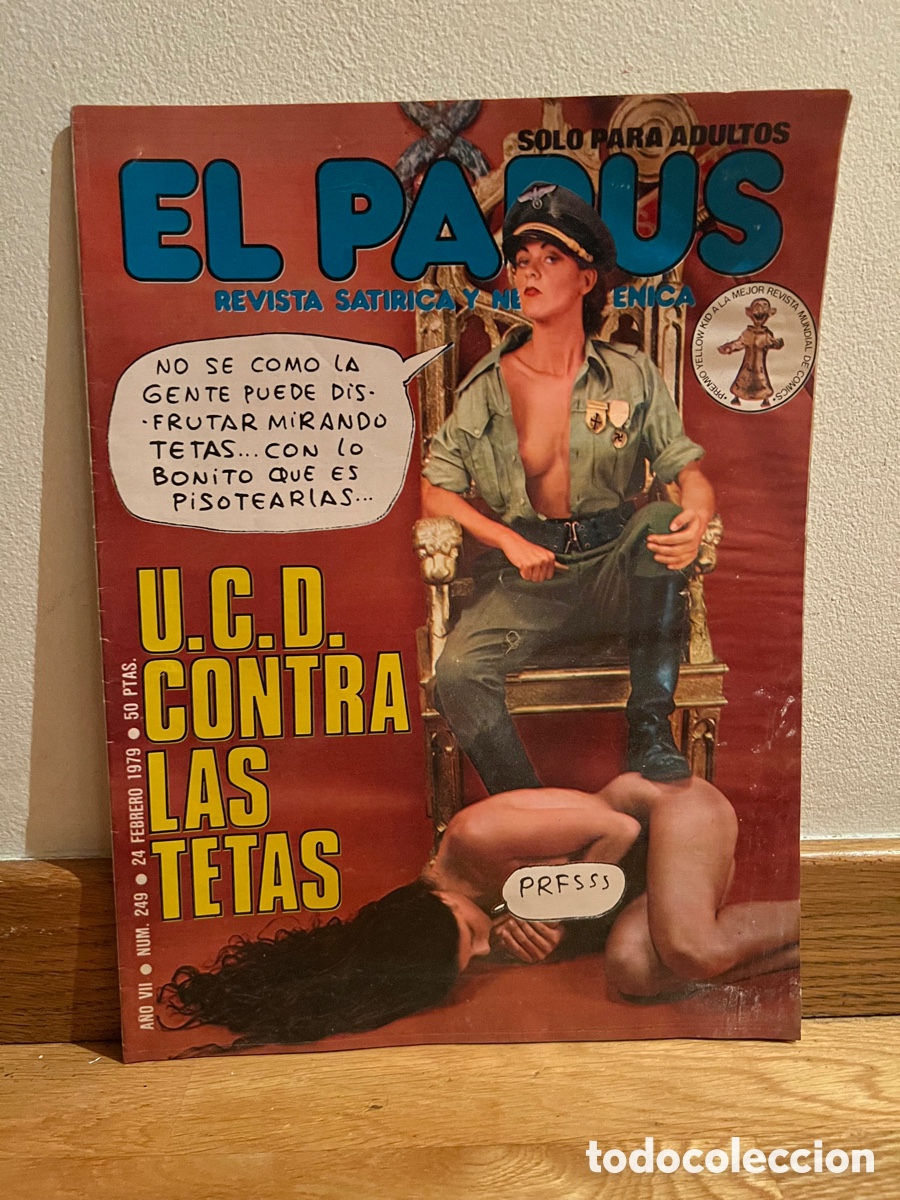 SOLO PARA ADULTOS
EL PAPUS
REVISTA SATIRICA Y NE ENICA
PREMIO YELLOW KID A LA MEJOR REVISTA MUNDIAL DE COMICS
NO SE COMO LA
GENTE PUEDE DIS-
-FRUTAR MIRANDO
TETAS... CON LO
BONITO QUE ES
PISOTEARLAS...
U.C.D.
CONTRA
LAS
TETAS
PRFSSS
AÑO VII ● NUM. 249 ● 24 FEBRERO 1979 ● 50 PTAS.
todocoleccion